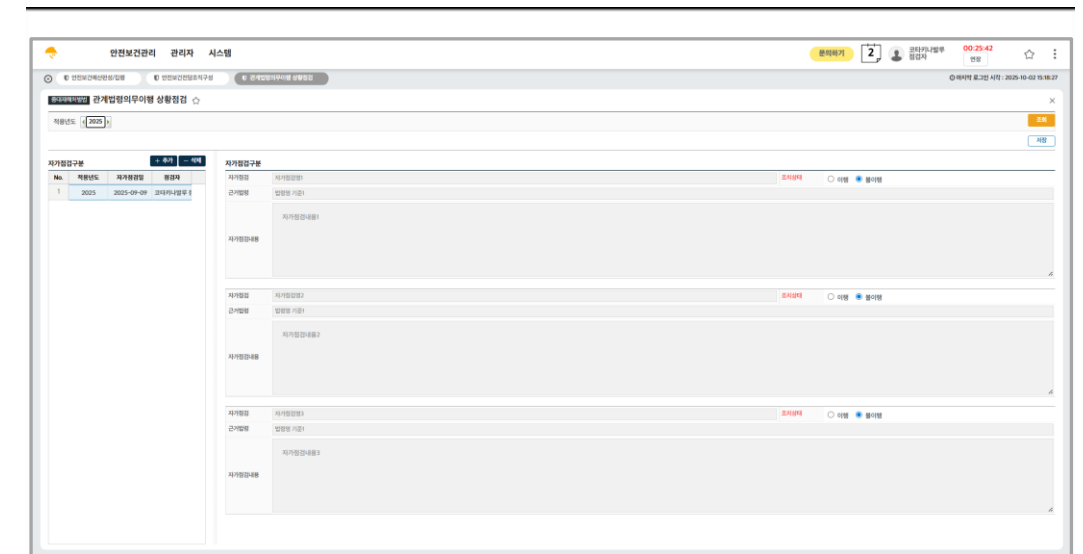 안전보건관리 관리자 시스템
문의하기 2 코타키나발루 점검자 00:25:42 연장
안전보건예산편성/집행 안전보건전담조직구성 관계법령의무이행 상황점검 마지막 로그인 시각 : 2025-10-02 15:18:27
중대재해처벌법 관계법령의무이행 상황점검
적용년도 2025 조회
저장
자가점검구분 + 추가 − 삭제
No. 적용년도 자가점검일 점검자
1 2025 2025-09-09 코타키나발루
자가점검구분
자가점검 자가점검명1 조치상태 이행 불이행
근거법령 법령명 기준1
자가점검내용 자가점검내용1
자가점검 자가점검명2 조치상태 이행 불이행
근거법령 법령명 기준1
자가점검내용 자가점검내용2
자가점검 자가점검명3 조치상태 이행 불이행
근거법령 법령명 기준1
자가점검내용 자가점검내용3